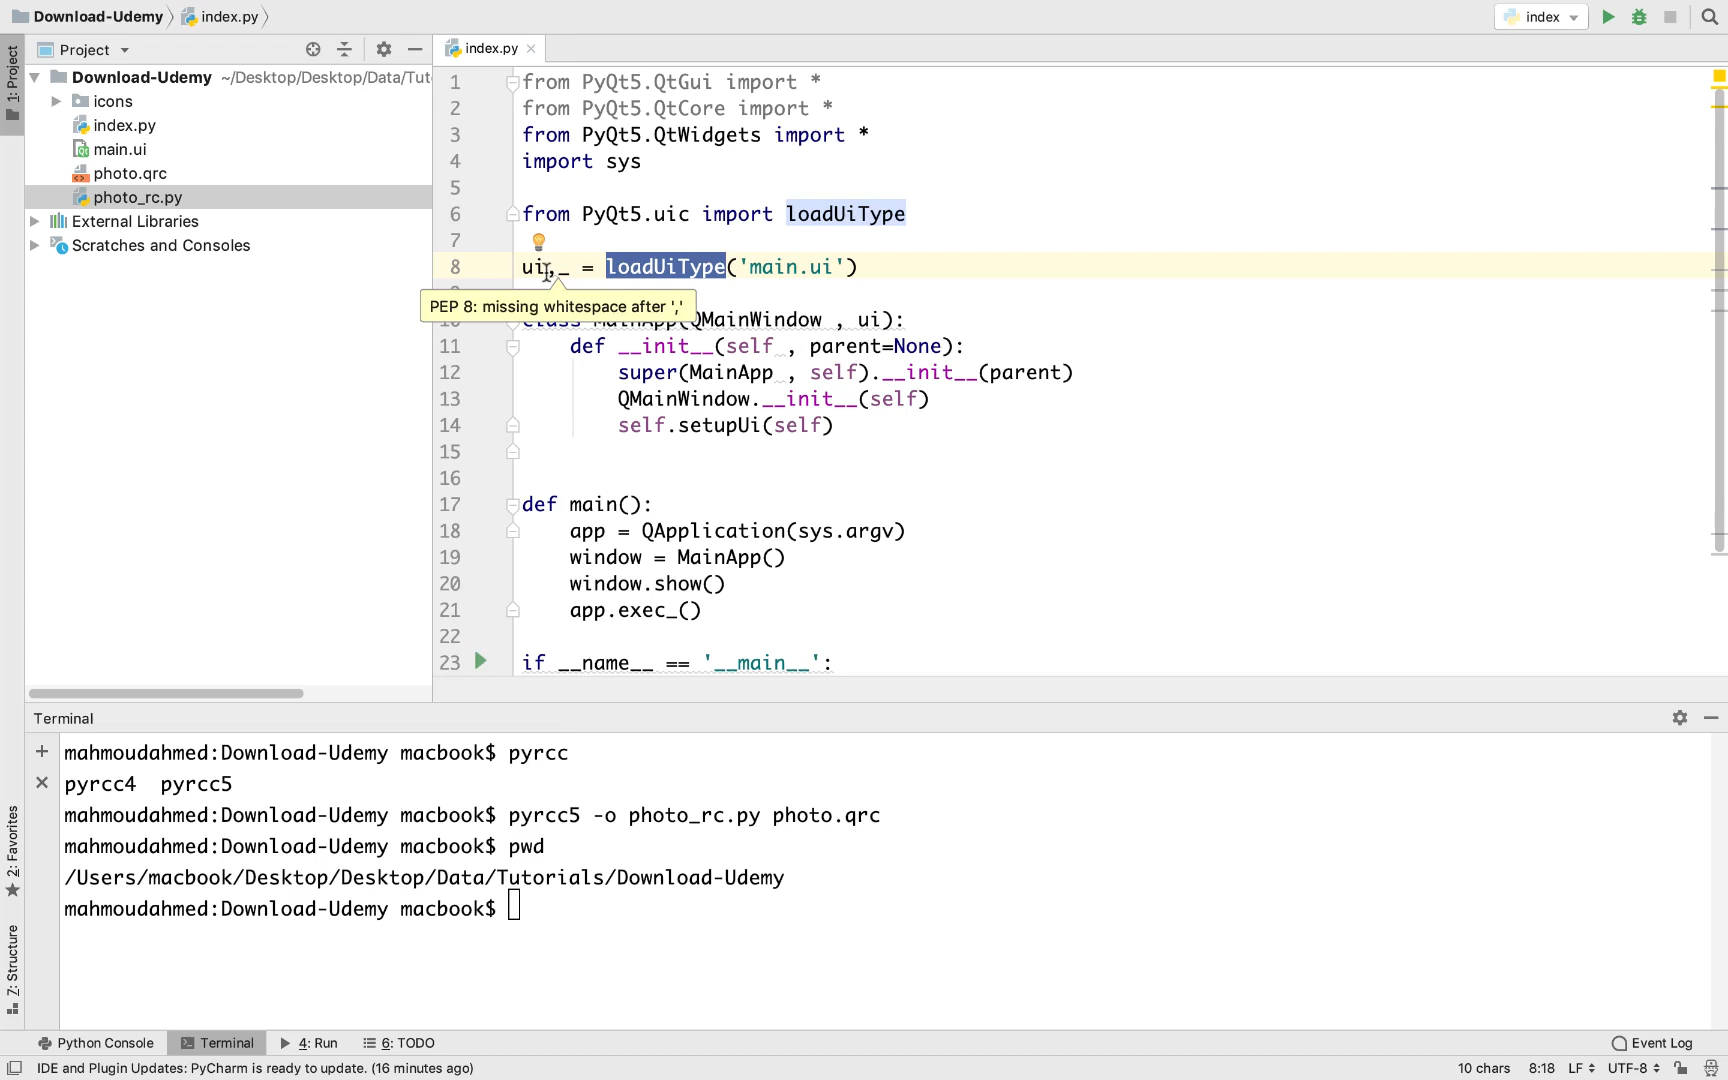 Download-Udemy index.py index
Project index.py
1: Project
Download-Udemy ~/Desktop/Desktop/Data/Tut
icons
index.py
main.ui
photo.qrc
photo_rc.py
External Libraries
Scratches and Consoles
1 from PyQt5.QtGui import *
2 from PyQt5.QtCore import *
3 from PyQt5.QtWidgets import *
4 import sys
5
6 from PyQt5.uic import loadUiType
7
8 ui,_ = loadUiType('main.ui')
PEP 8: missing whitespace after ','
10 class MainApp(QMainWindow , ui):
11 def __init__(self , parent=None):
12 super(MainApp , self).__init__(parent)
13 QMainWindow.__init__(self)
14 self.setupUi(self)
15
16
17 def main():
18 app = QApplication(sys.argv)
19 window = MainApp()
20 window.show()
21 app.exec_()
22
23 if __name__ == '__main__':
Terminal
mahmoudahmed:Download-Udemy macbook$ pyrcc
pyrcc4 pyrcc5
mahmoudahmed:Download-Udemy macbook$ pyrcc5 -o photo_rc.py photo.qrc
mahmoudahmed:Download-Udemy macbook$ pwd
/Users/macbook/Desktop/Desktop/Data/Tutorials/Download-Udemy
mahmoudahmed:Download-Udemy macbook$
2: Favorites
Z: Structure
Python Console Terminal 4: Run 6: TODO Event Log
IDE and Plugin Updates: PyCharm is ready to update. (16 minutes ago) 10 chars 8:18 LF UTF-8